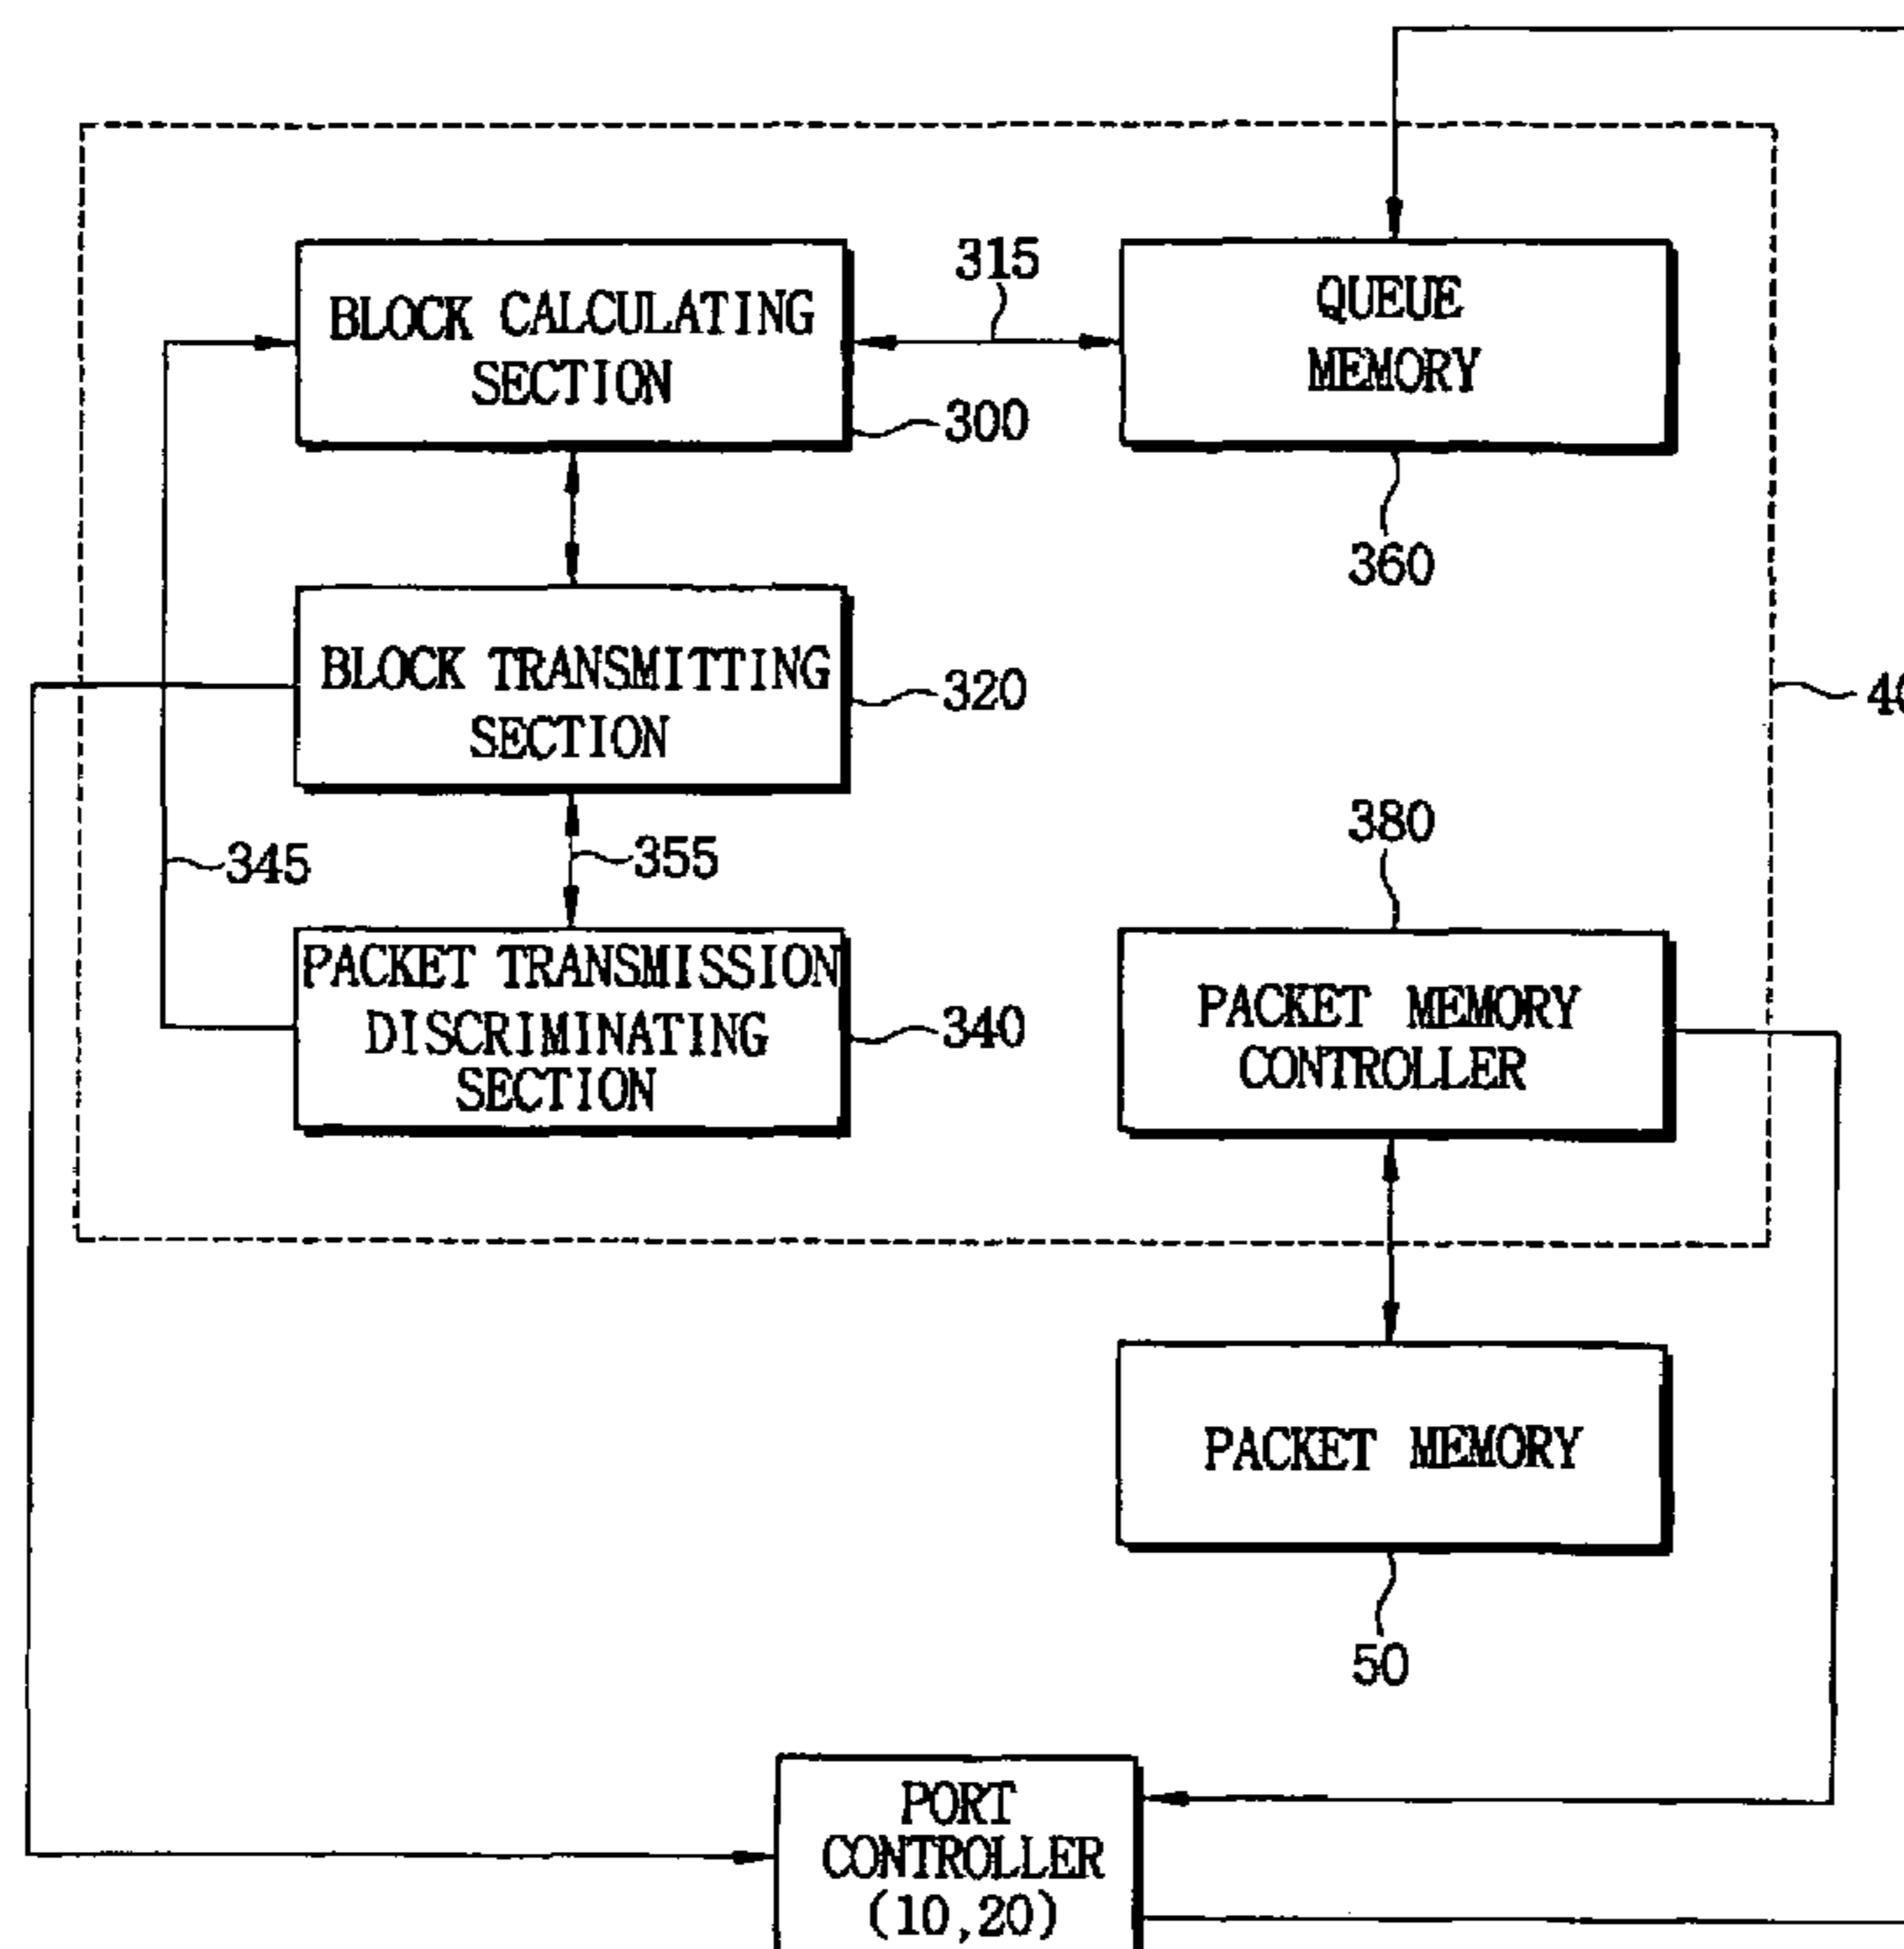 315
BLOCK CALCULATING
SECTION
300
QUEUE
MEMORY
360
BLOCK TRANSMITTING
SECTION
320
40
345
355
380
PACKET TRANSMISSION
DISCRIMINATING
SECTION
340
PACKET MEMORY
CONTROLLER
PACKET MEMORY
50
PORT
CONTROLLER
(10,20)